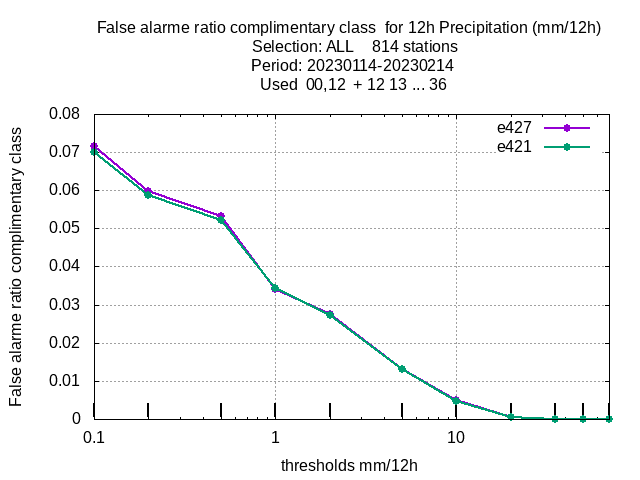 False alarme ratio complimentary class  for 12h Precipitation (mm/12h)
Selection: ALL    814 stations
Period: 20230114-20230214
Used  00,12  + 12 13 ... 36
e427
e421
False alarme ratio complimentary class
0.08
0.07
0.06
0.05
0.04
0.03
0.02
0.01
0
0.1 1 10
thresholds mm/12h